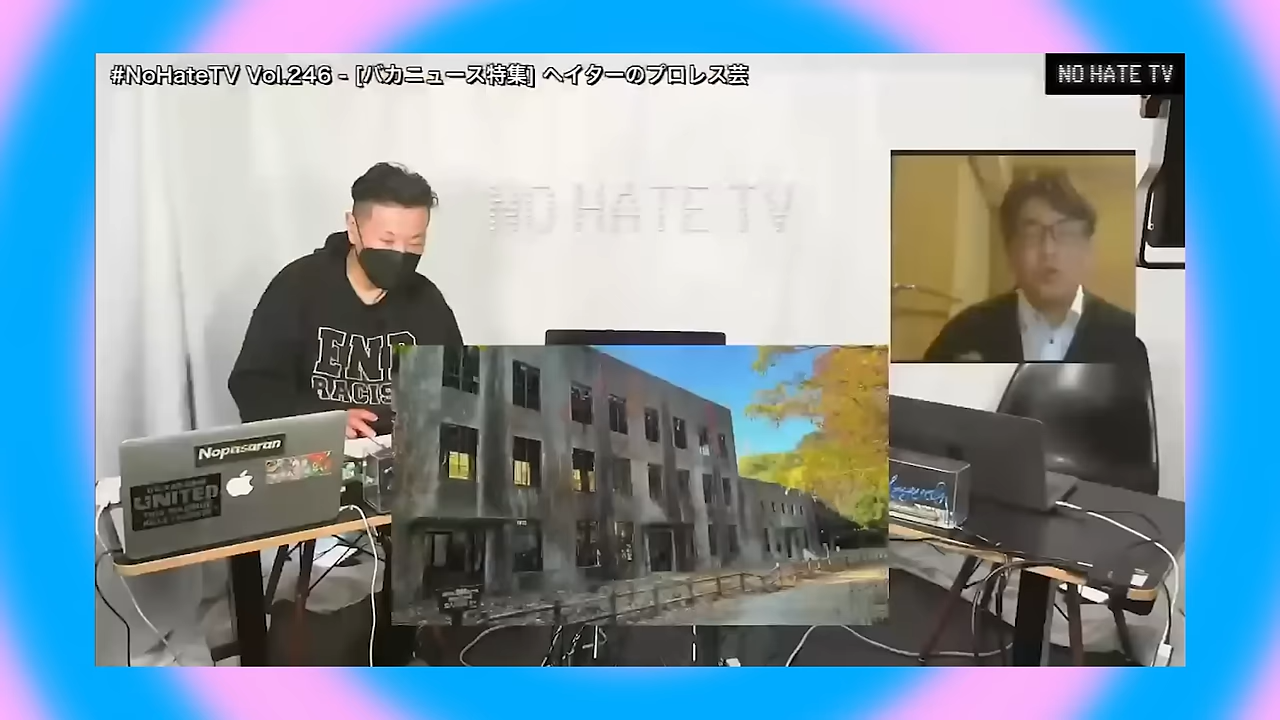 #NoHateTV Vol.246 - [バカニュース特集] ヘイターのプロレス芸
NO HATE TV
NO HATE TV
END
RACIS
Nopasaran
UNITED